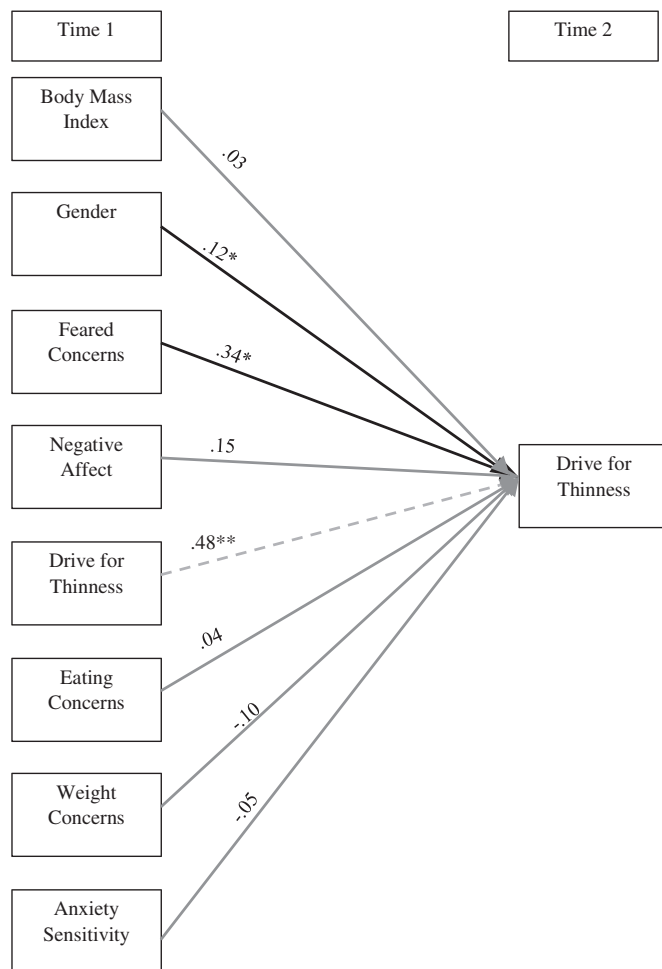 Time 1
Time 2
Body Mass
Index
.03
Gender
.12*
Feared
Concerns
.34*
Negative
Affect
.15
Drive for
Thinness
Drive for
Thinness
.48**
Eating
Concerns
.04
Weight
Concerns
-.10
Anxiety
Sensitivity
-.05